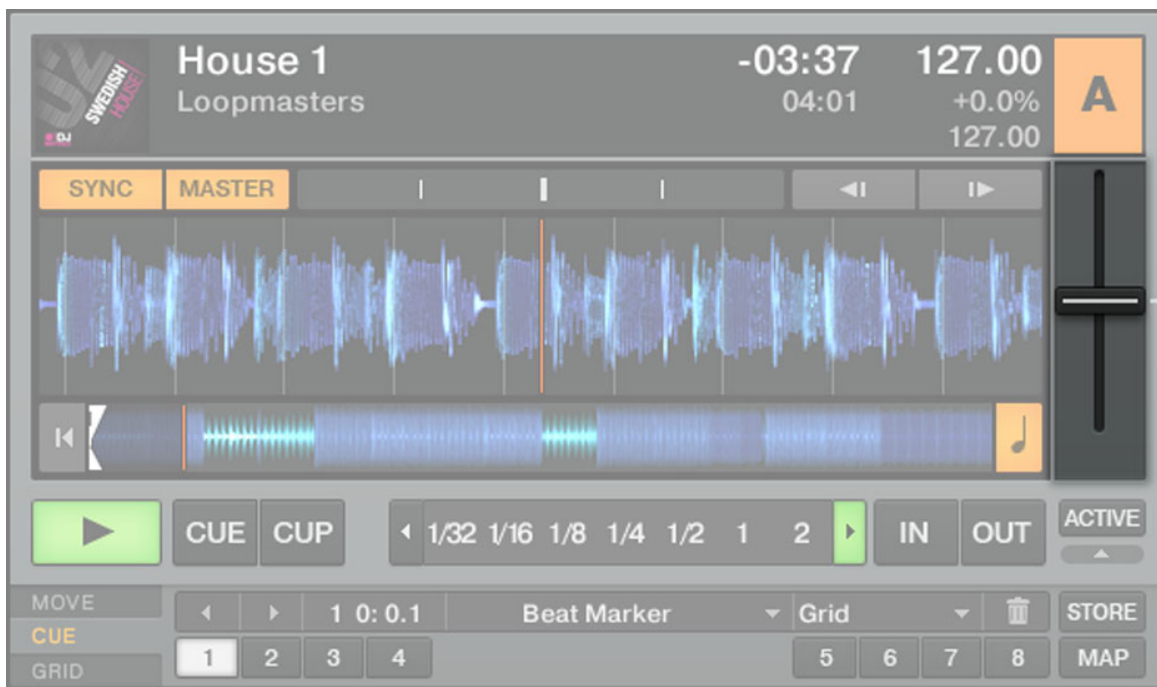 SWEDISH
HOUSE
DJ
House 1
Loopmasters
-03:37
04:01
127.00
+0.0%
127.00
A
SYNC MASTER
CUE CUP
1/32 1/16 1/8 1/4 1/2 1 2
IN OUT
ACTIVE
MOVE
CUE
GRID
1 0: 0.1
Beat Marker
Grid
STORE
1 2 3 4
5 6 7 8
MAP